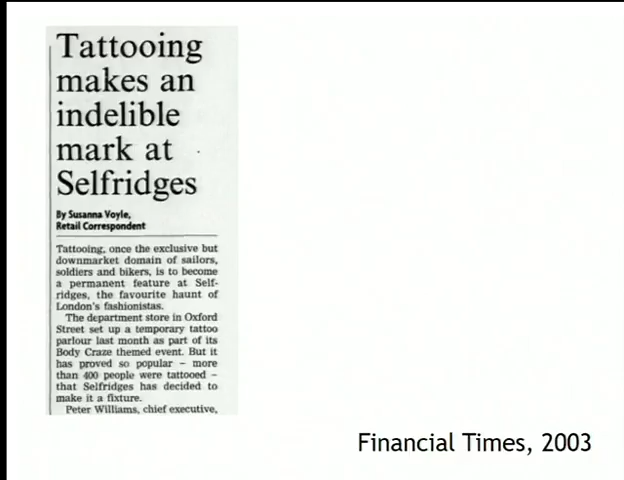 Tattooing
makes an
indelible
mark at
Selfridges
By Susanna Voyle,
Retail Correspondent
Tattooing, once the exclusive but
downmarket domain of sailors,
soldiers and bikers, is to become
a permanent feature at Self-
ridges, the favourite haunt of
London's fashionistas.
The department store in Oxford
Street set up a temporary tattoo
parlour last month as part of its
Body Craze themed event. But it
has proved so popular – more
than 400 people were tattooed –
that Selfridges has decided to
make it a fixture.
Peter Williams, chief executive,
Financial Times, 2003